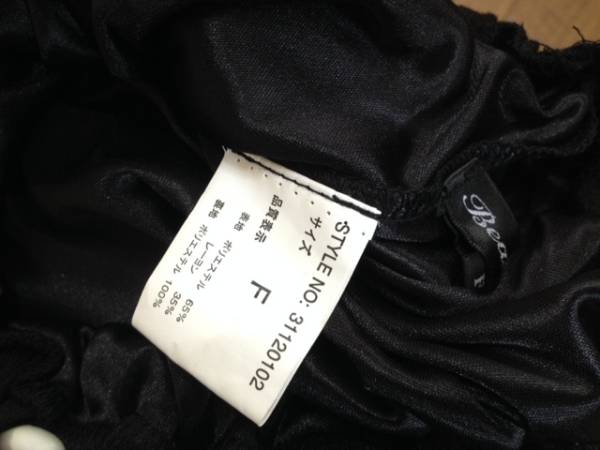 STYLE NO: 31120102
サイズ F
品質表示
表地 ポリエステル 65%
レーヨン 35%
裏地 ポリエステル 100%
Bea